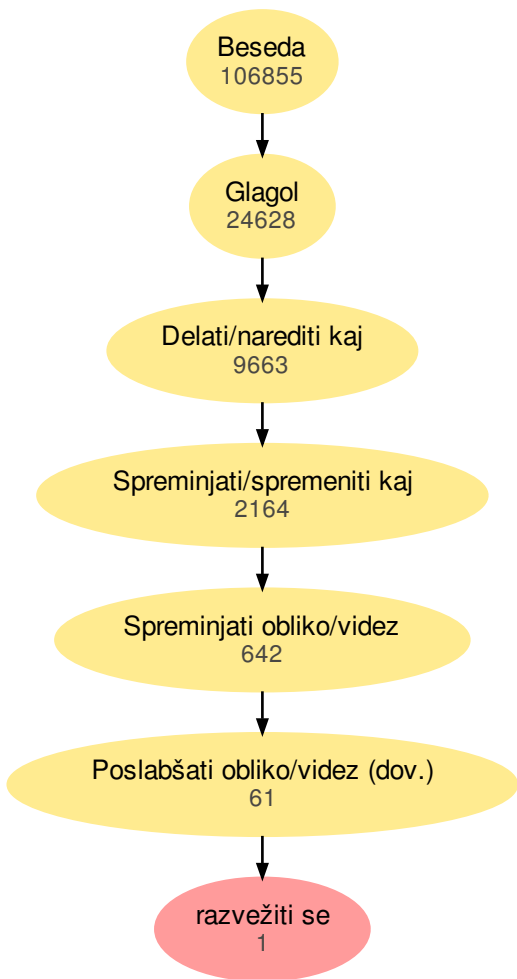 Beseda
106855
Glagol
24628
Delati/narediti kaj
9663
Spreminjati/spremeniti kaj
2164
Spreminjati obliko/videz
642
Poslabšati obliko/videz (dov.)
61
razvežiti se
1